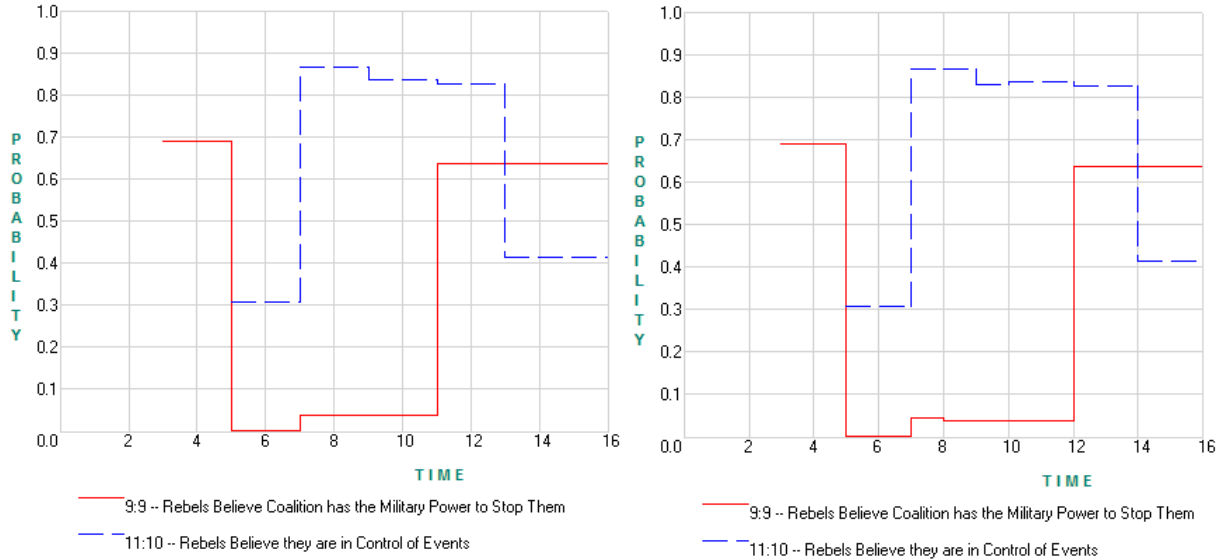 1.0
0.9
0.8
0.7
0.6
0.5
0.4
0.3
0.2
0.1
0.0
PROBABILITY
2 4 6 8 10 12 14 16
TIME
9:9 -- Rebels Believe Coalition has the Military Power to Stop Them
11:10 -- Rebels Believe they are in Control of Events
1.0
0.9
0.8
0.7
0.6
0.5
0.4
0.3
0.2
0.1
0.0
PROBABILITY
2 4 6 8 10 12 14 16
TIME
9:9 -- Rebels Believe Coalition has the Military Power to Stop Them
11:10 -- Rebels Believe they are in Control of Events